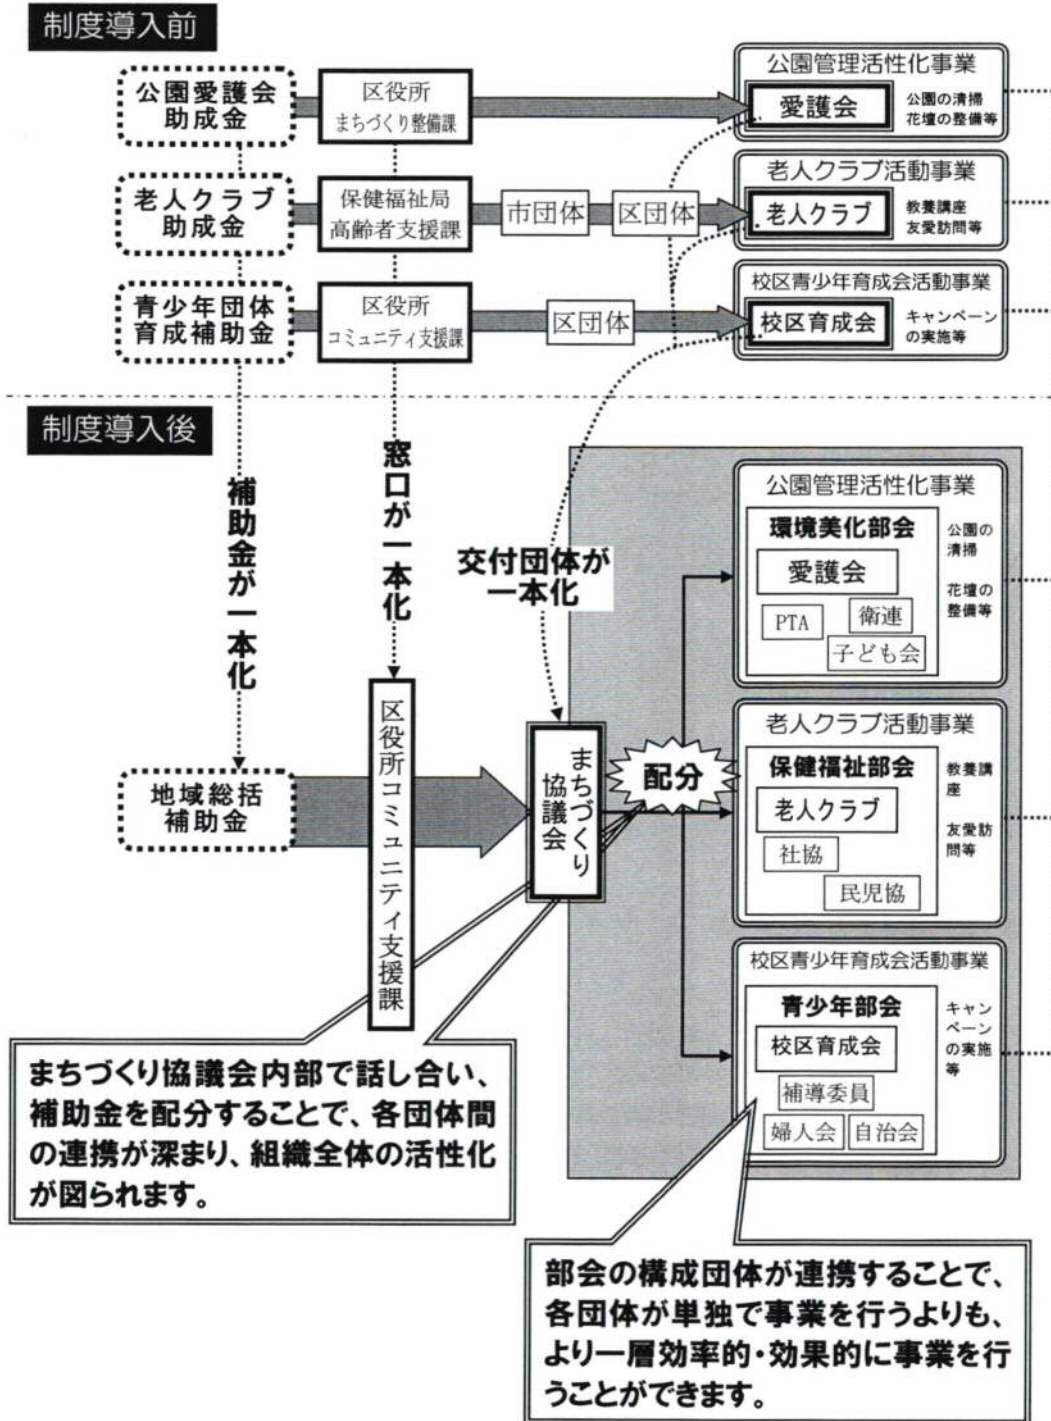 制度導入前
公園愛護会
助成金
区役所
まちづくり整備課
公園管理活性化事業
愛護会
公園の清掃
花壇の整備等
老人クラブ
助成金
保健福祉局
高齢者支援課
市団体
区団体
老人クラブ活動事業
老人クラブ
教養講座
友愛訪問等
青少年団体
育成補助金
区役所
コミュニティ支援課
区団体
校区青少年育成会活動事業
校区育成会
キャンペーン
の実施等
制度導入後
補助金が一本化
窓口が一本化
交付団体が
一本化
地域総括
補助金
区役所コミュニティ支援課
まちづくり
協議会
配分
公園管理活性化事業
環境美化部会
愛護会
PTA
衛連
子ども会
公園の
清掃
花壇の
整備等
老人クラブ活動事業
保健福祉部会
老人クラブ
社協
民児協
教養講
座
友愛訪
問等
校区青少年育成会活動事業
青少年部会
校区育成会
補導委員
婦人会
自治会
キャン
ペーン
の実施
等
まちづくり協議会内部で話し合い、
補助金を配分することで、各団体間
の連携が深まり、組織全体の活性化
が図られます。
部会の構成団体が連携することで、
各団体が単独で事業を行うよりも、
より一層効率的・効果的に事業を行
うことができます。